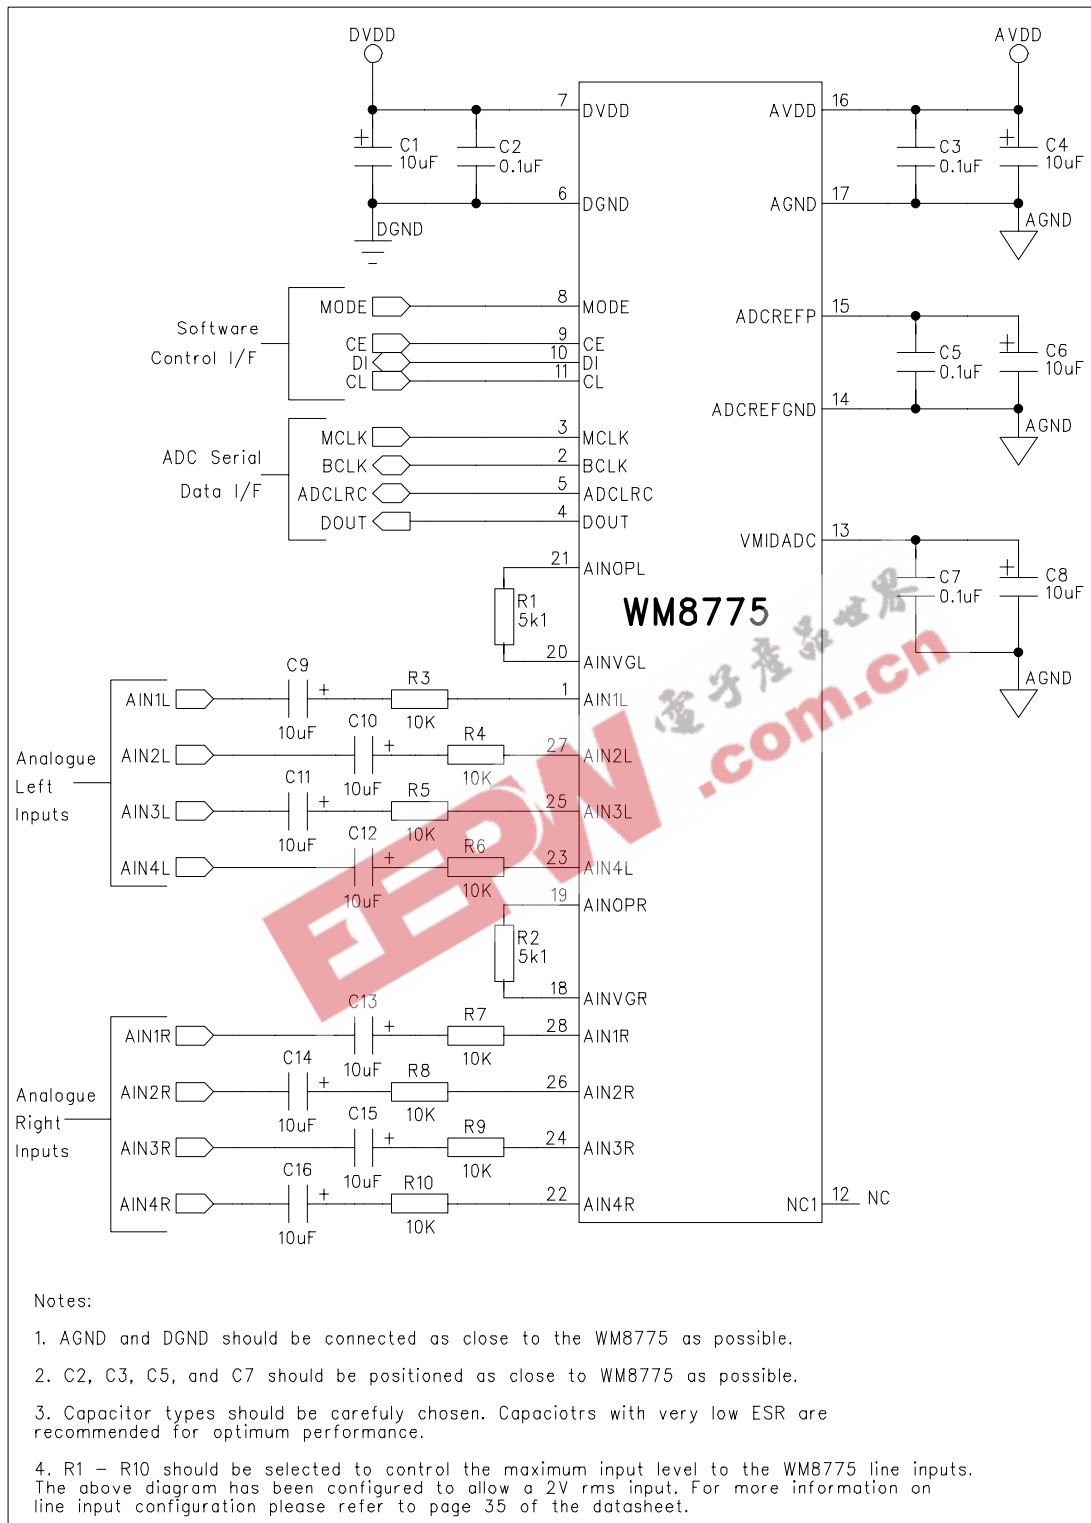 DVDD
AVDD
7
DVDD
AVDD
16
C1
10uF
C2
0.1uF
C3
0.1uF
C4
10uF
6
DGND
AGND
17
DGND
AGND
Software
Control I/F
MODE
8
MODE
CE
9
CE
DI
10
DI
CL
11
CL
ADCREFP
15
C5
0.1uF
C6
10uF
ADCREFGND
14
AGND
ADC Serial
Data I/F
MCLK
3
MCLK
BCLK
2
BCLK
ADCLRC
5
ADCLRC
DOUT
4
DOUT
VMIDADC
13
C7
0.1uF
C8
10uF
AGND
21
AINOPL
R1
5k1
WM8775
20
AINVGL
Analogue
Left
Inputs
AIN1L
C9
10uF
R3
10K
1
AIN1L
AIN2L
C10
10uF
R4
10K
27
AIN2L
AIN3L
C11
10uF
R5
10K
25
AIN3L
AIN4L
C12
10uF
R6
10K
23
AIN4L
19
AINOPR
R2
5k1
18
AINVGR
Analogue
Right
Inputs
AIN1R
C13
10uF
R7
10K
28
AIN1R
AIN2R
C14
10uF
R8
10K
26
AIN2R
AIN3R
C15
10uF
R9
10K
24
AIN3R
AIN4R
C16
10uF
R10
10K
22
AIN4R
NC1
12
NC
EEPW
電子產品世界
.com.cn
Notes:
1. AGND and DGND should be connected as close to the WM8775 as possible.
2. C2, C3, C5, and C7 should be positioned as close to WM8775 as possible.
3. Capacitor types should be carefuly chosen. Capaciotrs with very low ESR are
recommended for optimum performance.
4. R1 – R10 should be selected to control the maximum input level to the WM8775 line inputs.
The above diagram has been configured to allow a 2V rms input. For more information on
line input configuration please refer to page 35 of the datasheet.